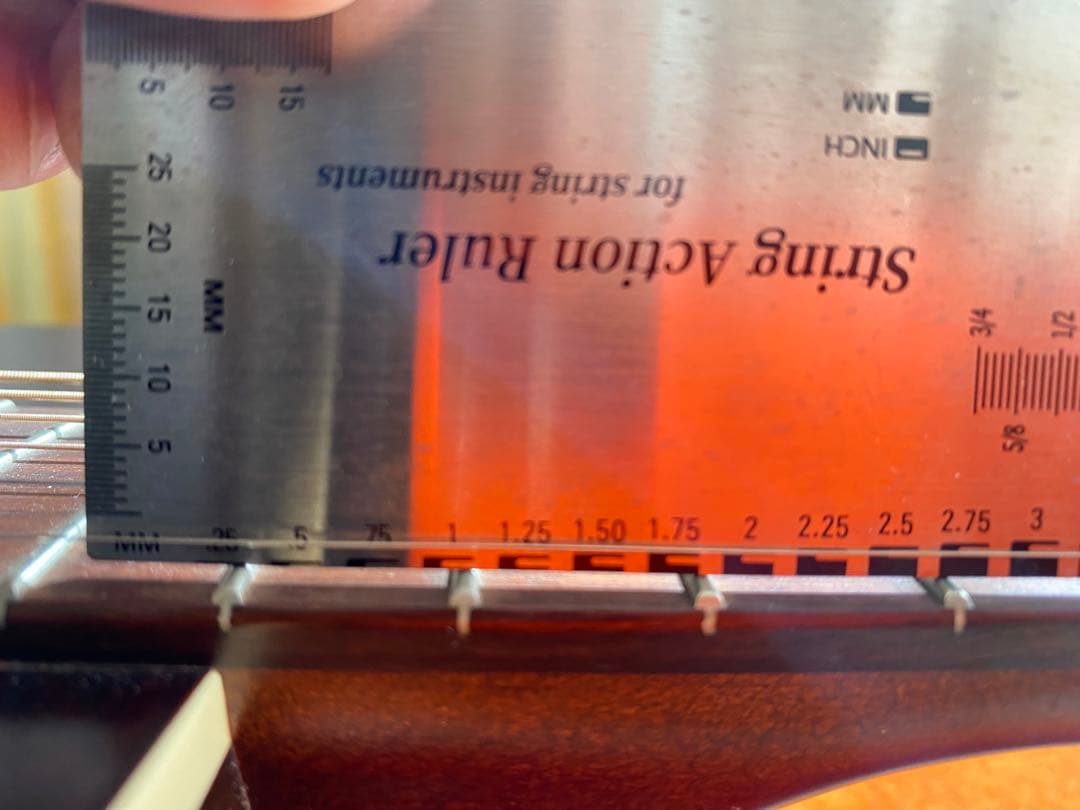 5 10 15
MM
INCH
for string instruments
String Action Ruler
25
20
15
10
5
MM
3/4 1/2
5/8
MM .25 .5 .75 1 1.25 1.50 1.75 2 2.25 2.5 2.75 3